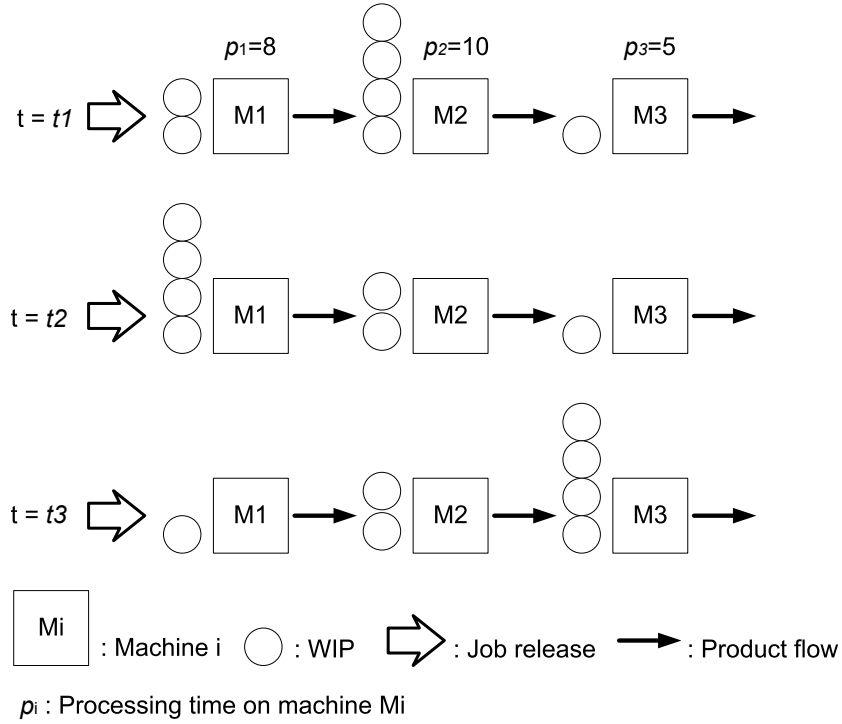 p1=8 p2=10 p3=5
t = t1 M1 M2 M3
t = t2 M1 M2 M3
t = t3 M1 M2 M3
Mi : Machine i : WIP : Job release : Product flow
pi : Processing time on machine Mi